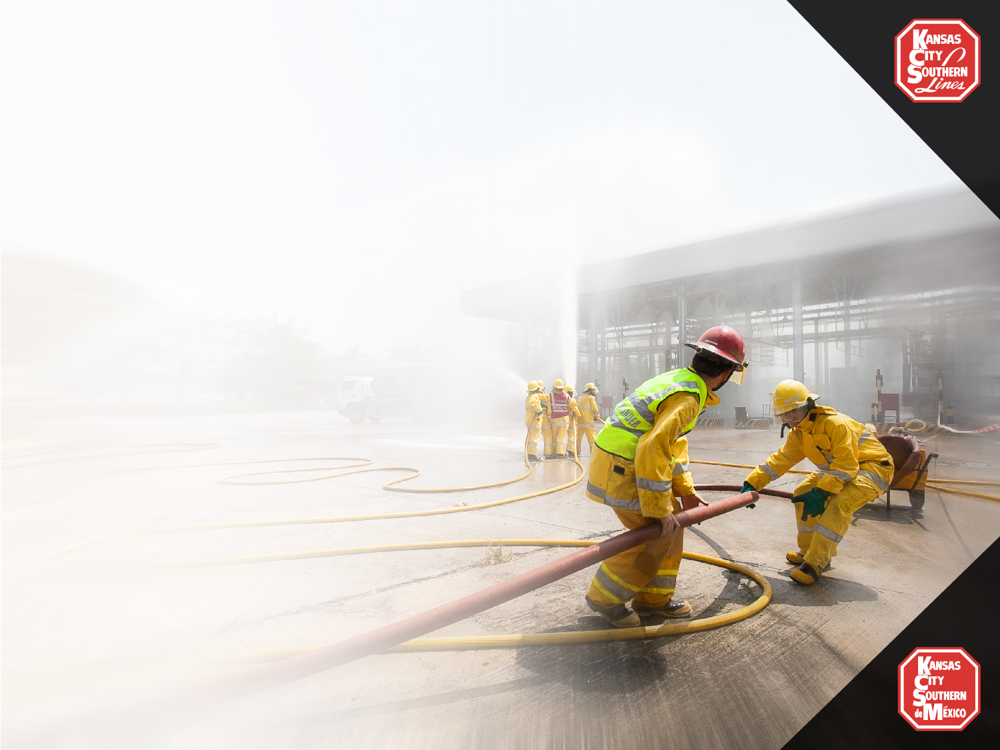 KANSAS
CITY
SOUTHERN
Lines
KANSAS
CITY
SOUTHERN
de MÉXICO